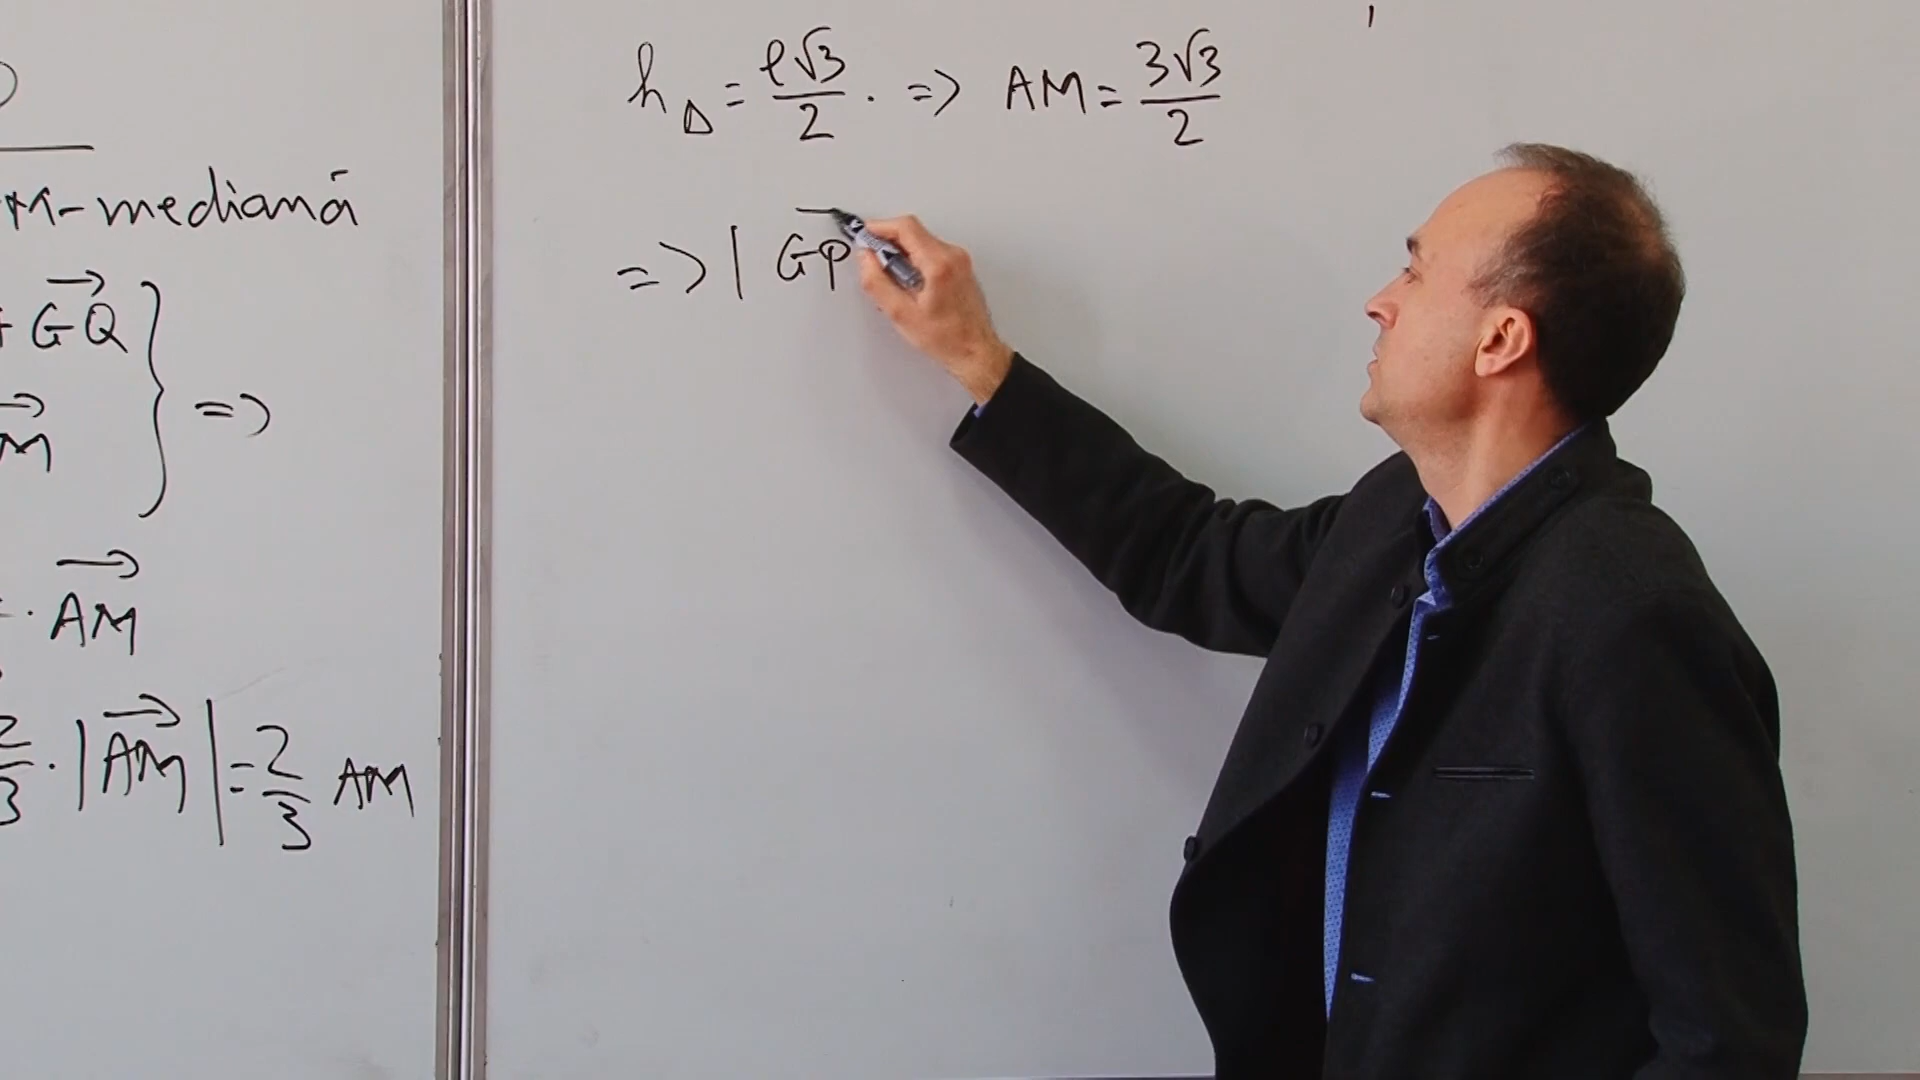 M-mediană
+ GQ⃗ } =>
AM⃗
· AM⃗
2/3 · |AM⃗| = 2/3 AM
h_Δ = ℓ√3/2 . => AM = 3√3/2
=> | GP